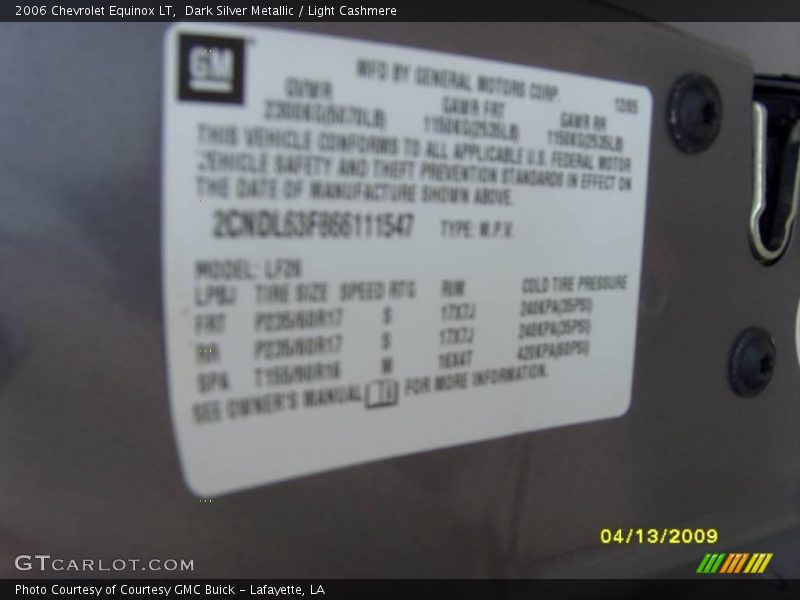 2006 Chevrolet Equinox LT,  Dark Silver Metallic / Light Cashmere
GM
MFD BY GENERAL MOTORS CORP.
12/05
GVWR GAWR FRT GAWR RR
2300KG(5070LB) 1150KG(2535LB) 1150KG(2535LB)
THIS VEHICLE CONFORMS TO ALL APPLICABLE U.S. FEDERAL MOTOR
VEHICLE SAFETY AND THEFT PREVENTION STANDARDS IN EFFECT ON
THE DATE OF MANUFACTURE SHOWN ABOVE.
2CNDL63F866111547 TYPE: M.P.V.
MODEL: LF26
TIRE SIZE SPEED RTG RIM COLD TIRE PRESSURE
FRT P235/60R17 S 17X7J 240KPA(35PSI)
RR P235/60R17 S 17X7J 240KPA(35PSI)
SPA T155/90R16 M 16X4T 420KPA(60PSI)
SEE OWNER'S MANUAL FOR MORE INFORMATION.
04/13/2009
GTCARLOT.COM
Photo Courtesy of Courtesy GMC Buick - Lafayette, LA